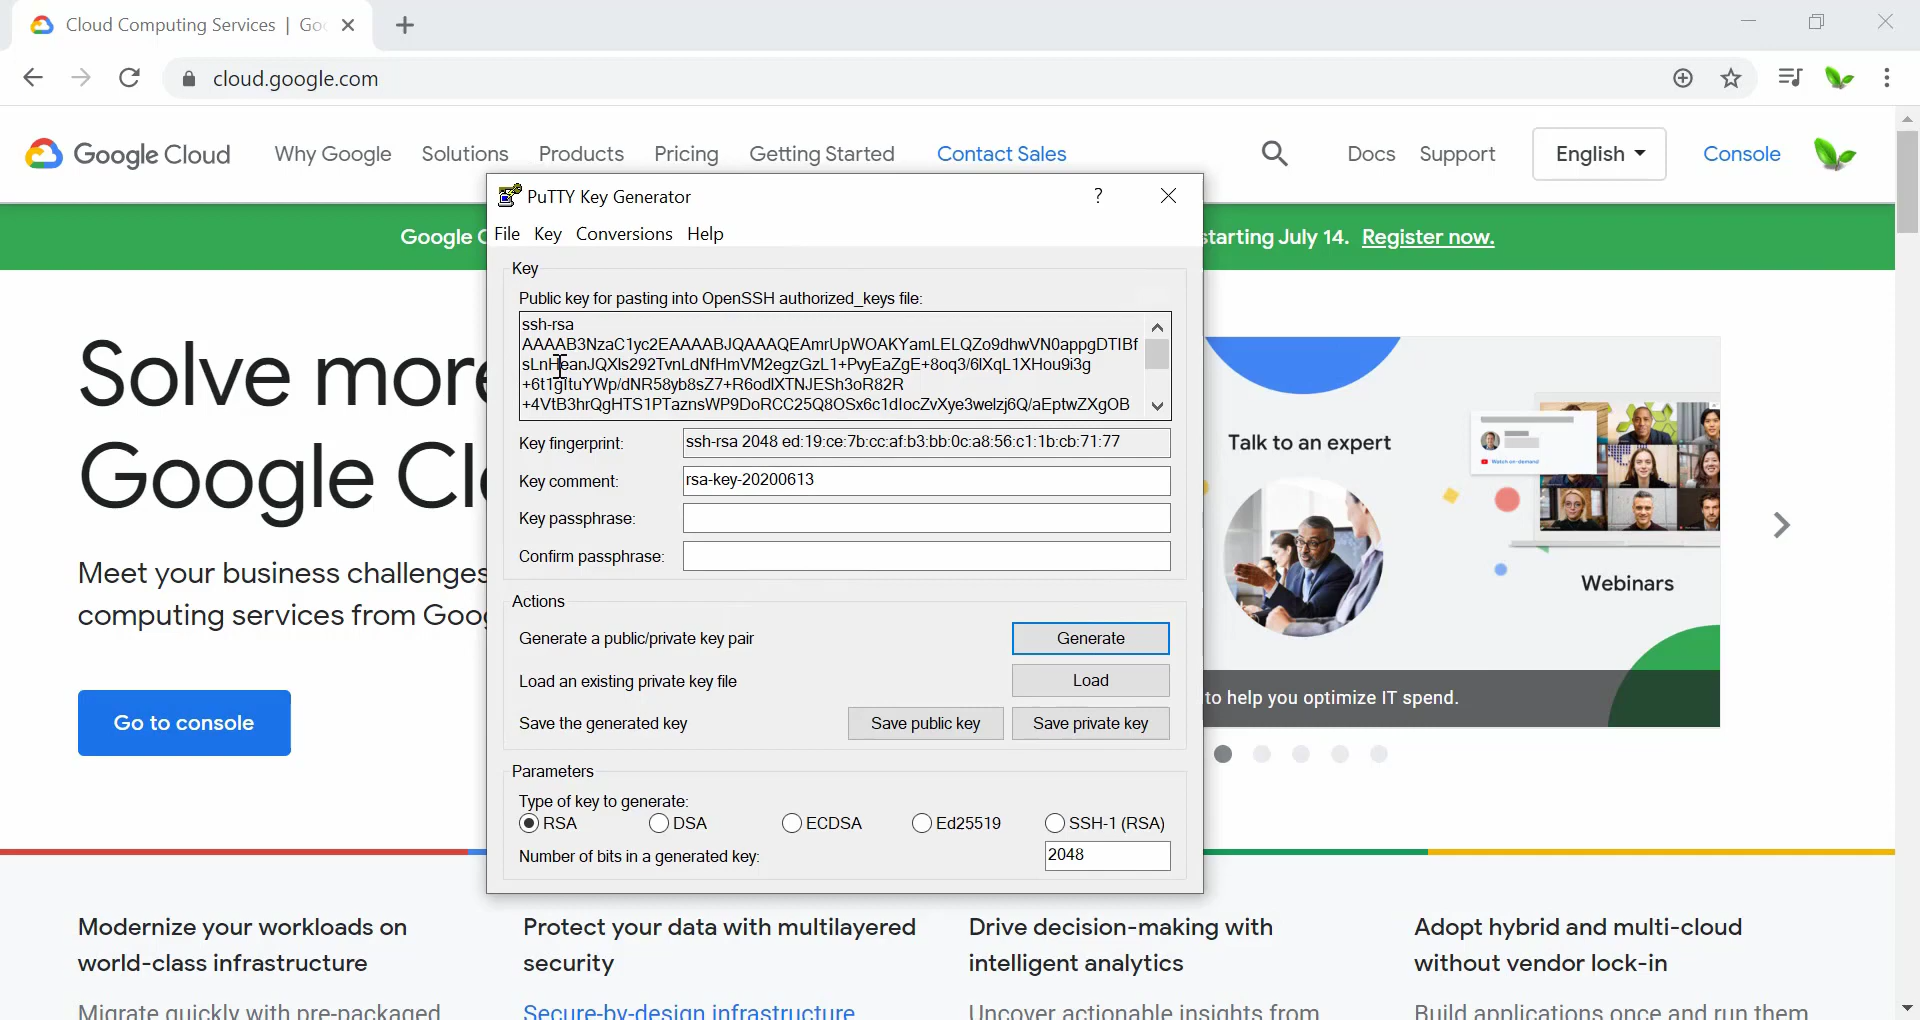 Cloud Computing Services | Goo
cloud.google.com
Google Cloud
Why Google
Solutions
Products
Pricing
Getting Started
Contact Sales
Docs
Support
English
Console
Google C
starting July 14. Register now.
PuTTY Key Generator
?
File Key Conversions Help
Key
Public key for pasting into OpenSSH authorized_keys file:
ssh-rsa
AAAAB3NzaC1yc2EAAAABJQAAAQEAmrUpWOAKYamLELQZo9dhwVN0appgDTIBf
sLnHeanJQXls292TvnLdNfHmVM2egzGzL1+PvyEaZgE+8oq3/6lXqL1XHou9i3g
+6t7gItuYWp/dNR58yb8sZ7+R6odlXTNJESh3oR82R
+4VtB3hrQgHTS1PTaznsWP9DoRCC25Q8OSx6c1dlocZvXye3welzj6Q/aEptwZXgOB
Key fingerprint: ssh-rsa 2048 ed:19:ce:7b:cc:af:b3:bb:0c:a8:56:c1:1b:cb:71:77
Key comment: rsa-key-20200613
Key passphrase:
Confirm passphrase:
Actions
Generate a public/private key pair
Generate
Load an existing private key file
Load
Save the generated key
Save public key
Save private key
Parameters
Type of key to generate:
RSA DSA ECDSA Ed25519 SSH-1 (RSA)
Number of bits in a generated key: 2048
Solve more
Google Cl
Meet your business challenges
computing services from Goog
Go to console
Talk to an expert
Watch on-demand
Webinars
to help you optimize IT spend.
Modernize your workloads on
world-class infrastructure
Migrate quickly with pre-packaged
Protect your data with multilayered
security
Secure-by-design infrastructure
Drive decision-making with
intelligent analytics
Uncover actionable insights from
Adopt hybrid and multi-cloud
without vendor lock-in
Build applications once and run them